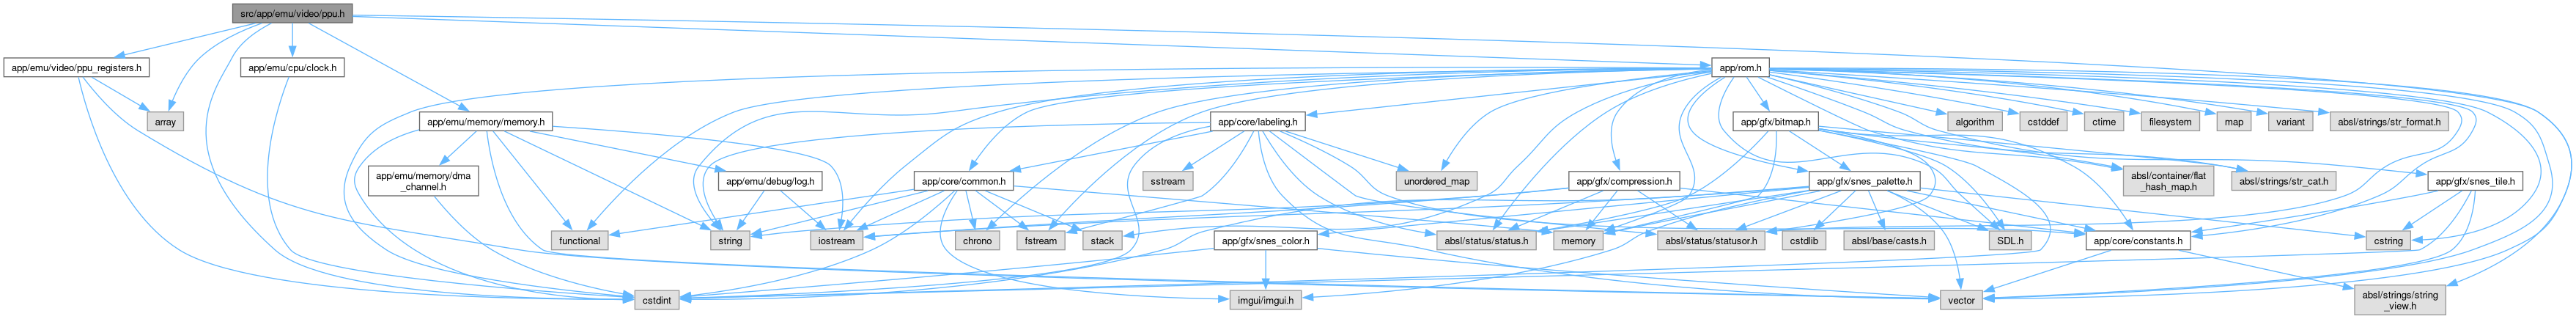 src/app/emu/video/ppu.h
app/emu/video/ppu_registers.h
app/emu/cpu/clock.h
app/rom.h
array
app/emu/memory/memory.h
app/core/labeling.h
app/gfx/bitmap.h
algorithm
cstddef
ctime
filesystem
map
variant
absl/strings/str_format.h
app/emu/memory/dma
_channel.h
app/emu/debug/log.h
sstream
app/core/common.h
unordered_map
app/gfx/compression.h
app/gfx/snes_palette.h
absl/container/flat
_hash_map.h
absl/strings/str_cat.h
app/gfx/snes_tile.h
functional
string
iostream
chrono
fstream
stack
app/gfx/snes_color.h
absl/status/status.h
memory
absl/status/statusor.h
cstdlib
absl/base/casts.h
SDL.h
app/core/constants.h
cstring
cstdint
imgui/imgui.h
vector
absl/strings/string
_view.h